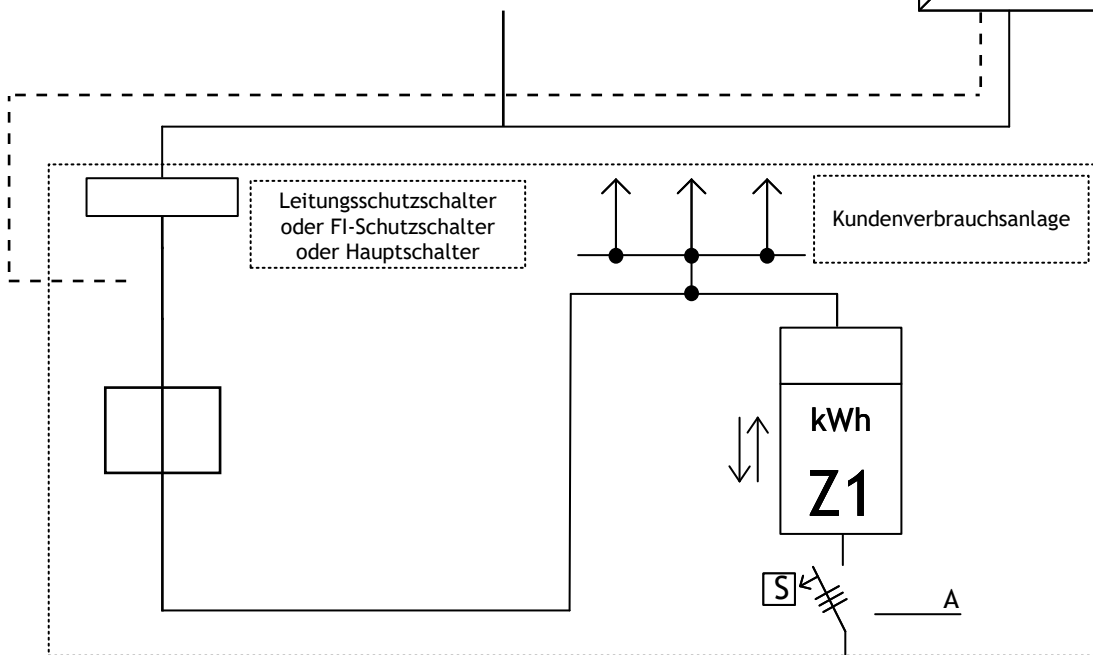 Leitungsschutzschalter
oder FI-Schutzschalter
oder Hauptschalter
Kundenverbrauchsanlage
kWh
Z1
S
A